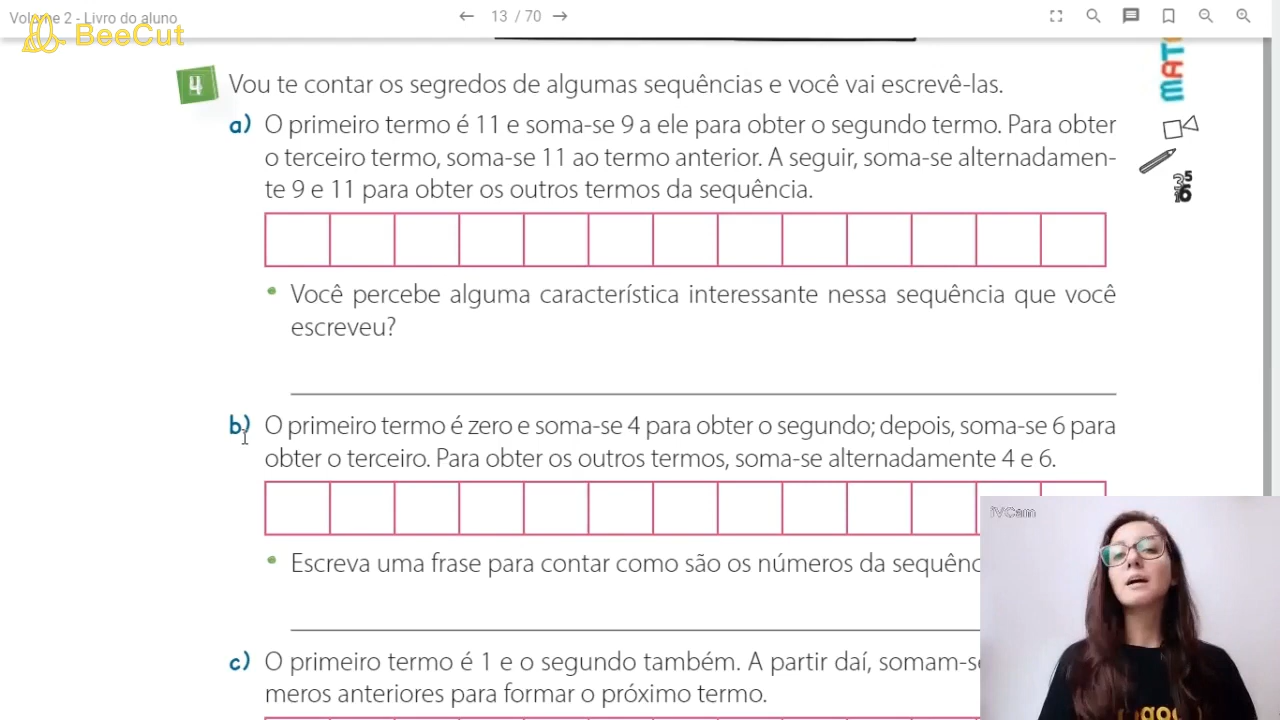 Volume 2 - Livro do aluno
13 / 70
BeeCut
MATE
4 Vou te contar os segredos de algumas sequências e você vai escrevê-las.
a) O primeiro termo é 11 e soma-se 9 a ele para obter o segundo termo. Para obter
o terceiro termo, soma-se 11 ao termo anterior. A seguir, soma-se alternadamen-
te 9 e 11 para obter os outros termos da sequência.
• Você percebe alguma característica interessante nessa sequência que você
escreveu?
b) O primeiro termo é zero e soma-se 4 para obter o segundo; depois, soma-se 6 para
obter o terceiro. Para obter os outros termos, soma-se alternadamente 4 e 6.
iVCam
• Escreva uma frase para contar como são os números da
c) O primeiro termo é 1 e o segundo também. A partir daí,
meros anteriores para formar o próximo termo.